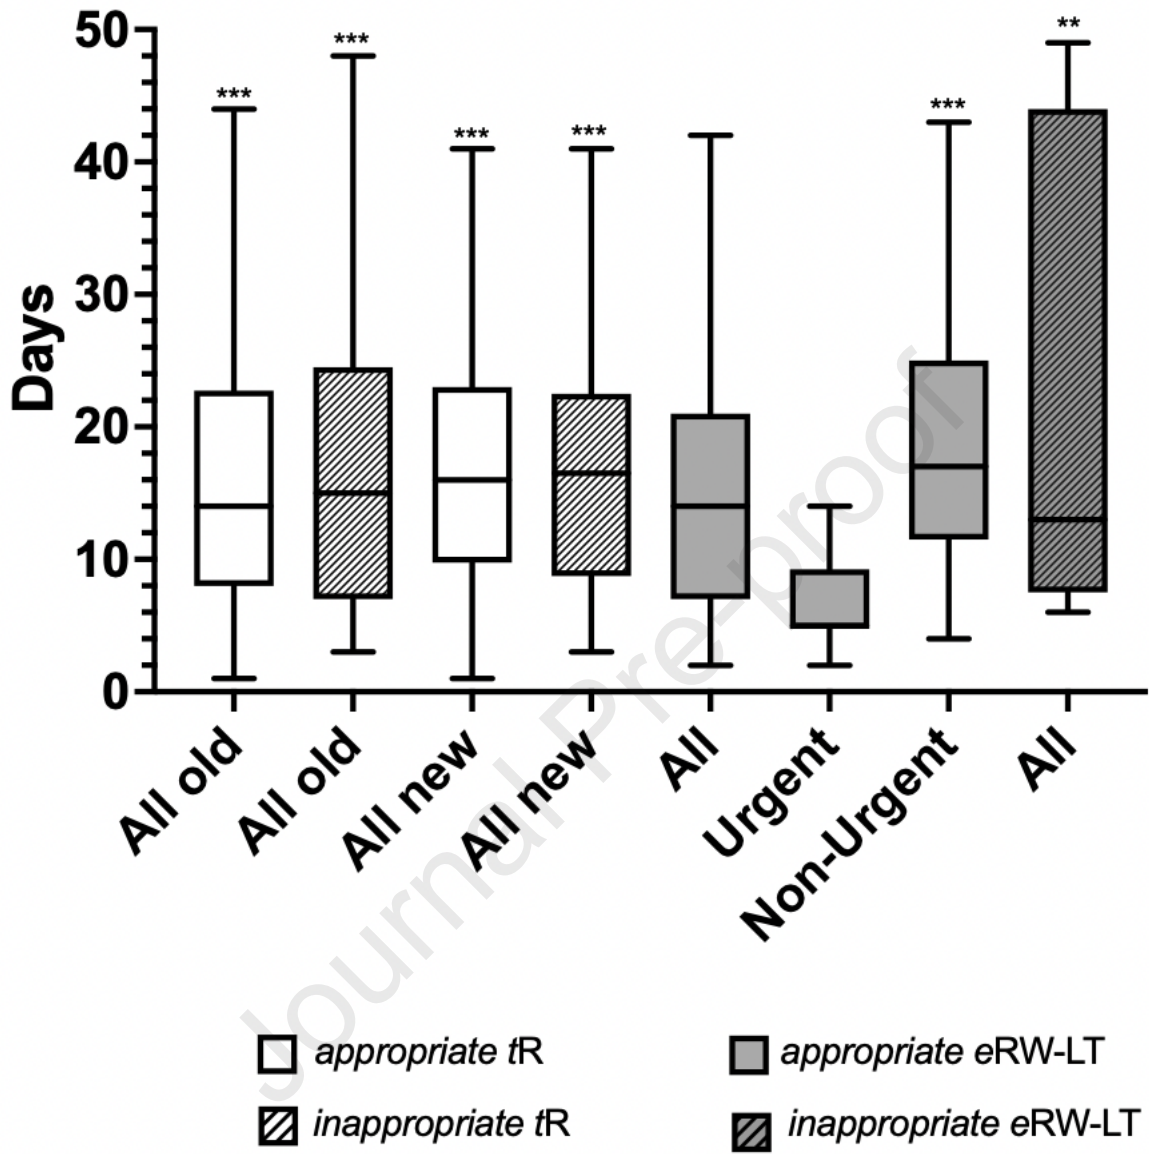 50
40
30
20
10
0
Days
***
***
***
***
***
**
All old
All old
All new
All new
All
Urgent
Non-Urgent
All
Journal Pre-proof
appropriate tR
appropriate eRW-LT
inappropriate tR
inappropriate eRW-LT